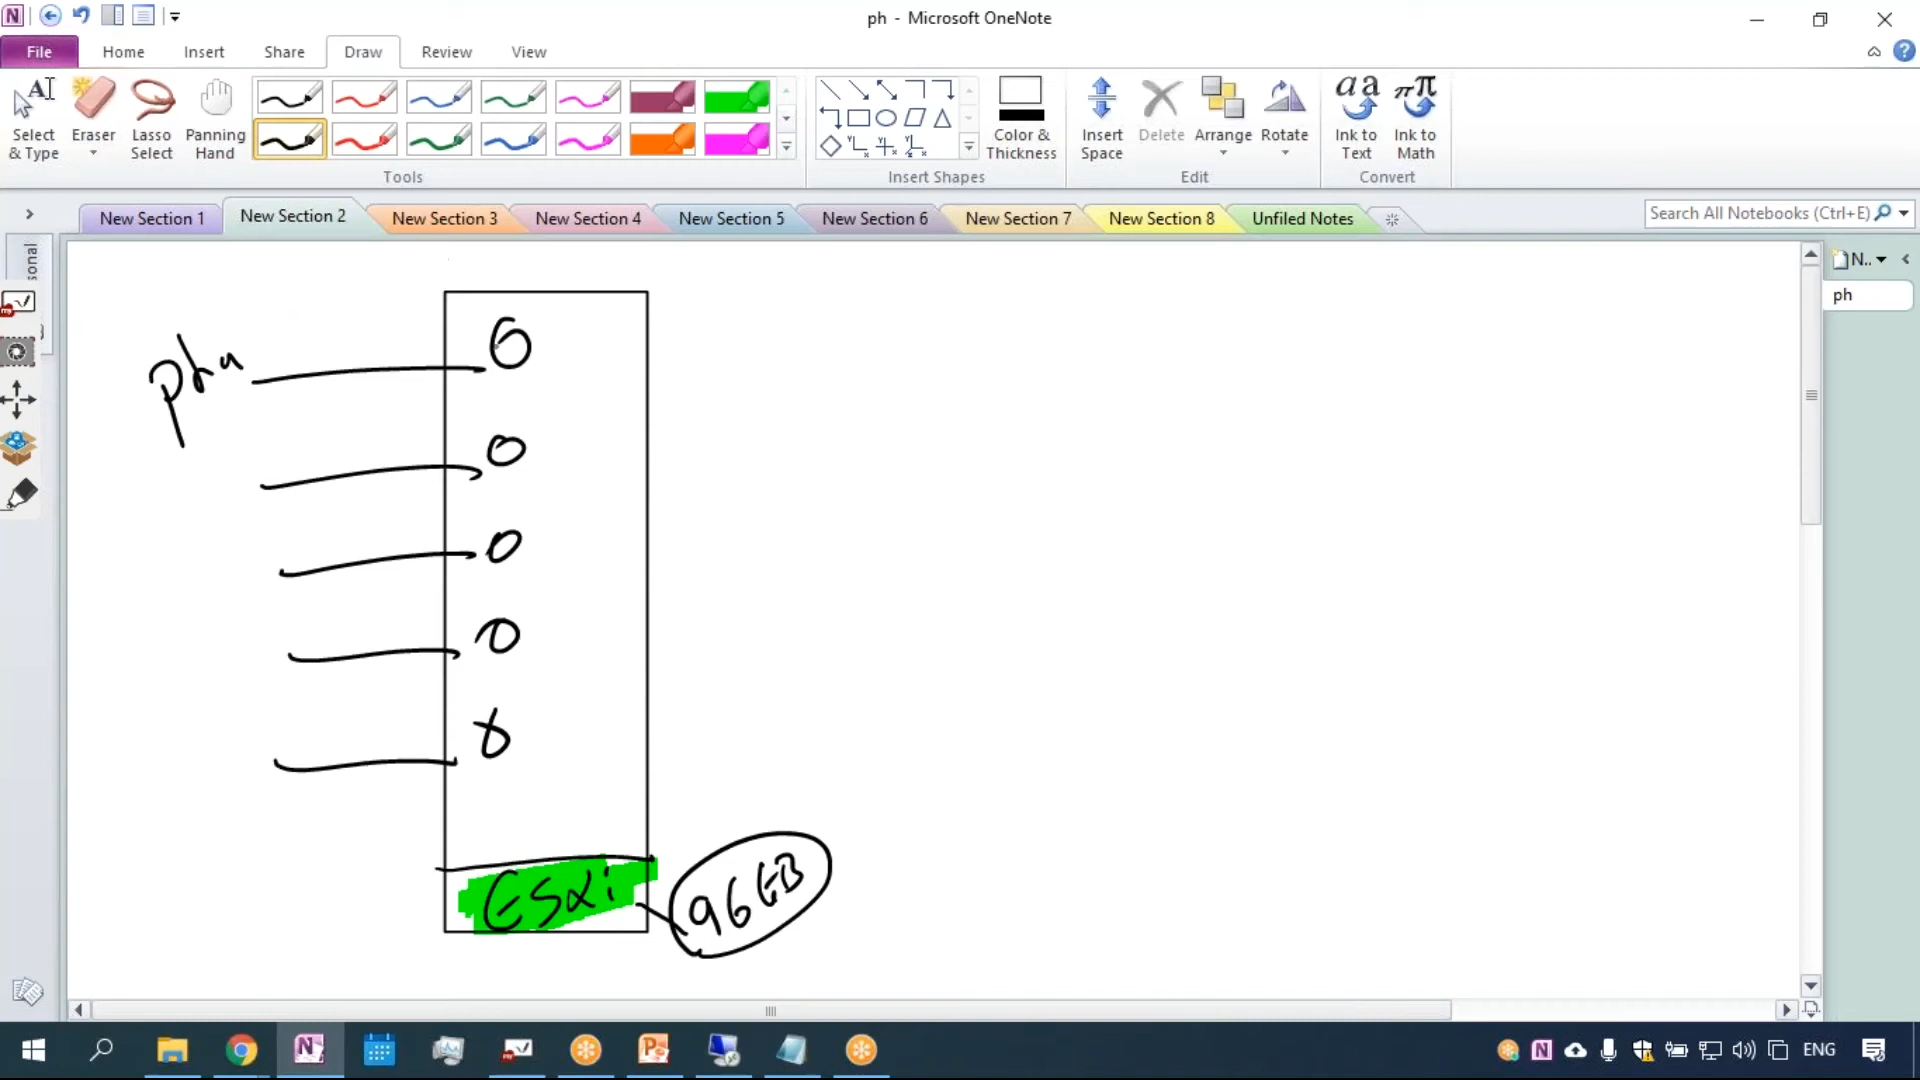 ph - Microsoft OneNote
File Home Insert Share Draw Review View
Select & Type
Eraser
Lasso Select
Panning Hand
Color & Thickness
Insert Space
Delete
Arrange
Rotate
Ink to Text
Ink to Math
Tools
Insert Shapes
Edit
Convert
New Section 1 New Section 2 New Section 3 New Section 4 New Section 5 New Section 6 New Section 7 New Section 8 Unfiled Notes
Search All Notebooks (Ctrl+E)
N..
ph
sonal
ESxi
96 GB
ENG